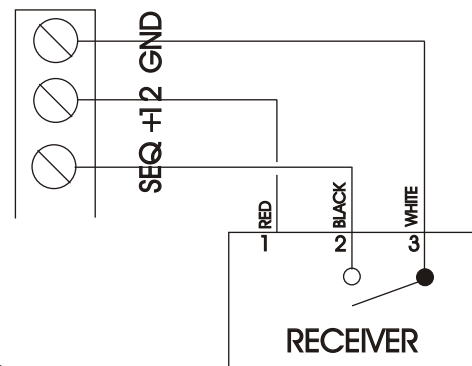 GND
+12
SEQ
RED
BLACK
WHITE
1
2
3
RECEIVER